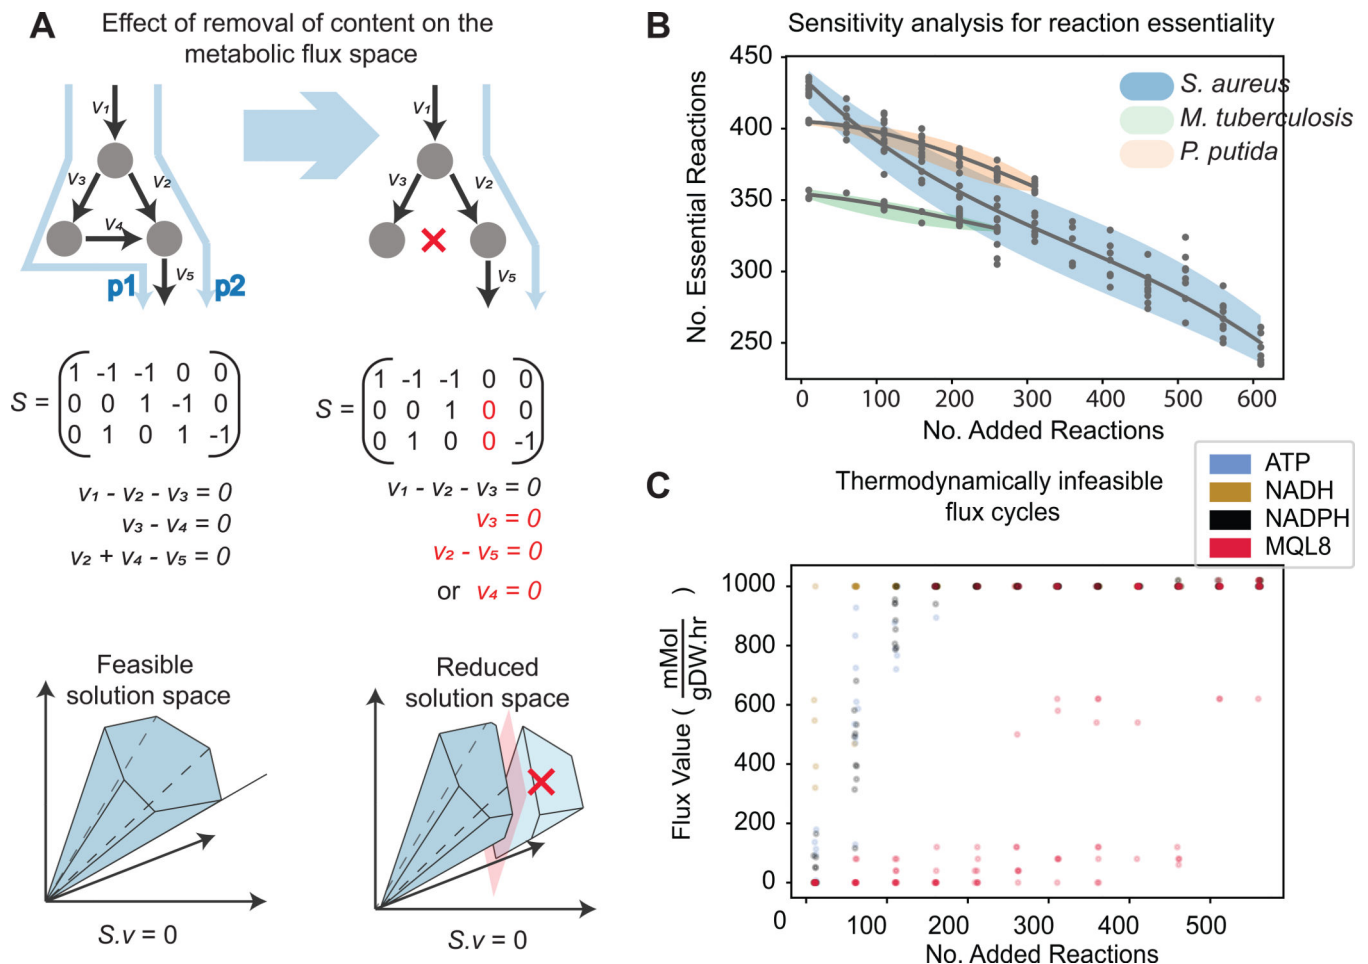 A
Effect of removal of content on the
metabolic flux space
v₁
v₃
v₂
v₄
v₅
p1
p2
v₁
v₃
v₂
v₅
S =
1 -1 -1 0 0
0 0 1 -1 0
0 1 0 1 -1
v₁ - v₂ - v₃ = 0
v₃ - v₄ = 0
v₂ + v₄ - v₅ = 0
S =
1 -1 -1 0 0
0 0 1 0 0
0 1 0 0 -1
v₁ - v₂ - v₃ = 0
v₃ = 0
v₂ - v₅ = 0
or v₄ = 0
Feasible
solution space
S.v = 0
Reduced
solution space
S.v = 0
B
Sensitivity analysis for reaction essentiality
No. Essential Reactions
450
400
350
300
250
S. aureus
M. tuberculosis
P. putida
0 100 200 300 400 500 600
No. Added Reactions
C
Thermodynamically infeasible
flux cycles
ATP
NADH
NADPH
MQL8
Flux Value ( mMol
gDW.hr )
1000
800
600
400
200
0
0 100 200 300 400 500
No. Added Reactions